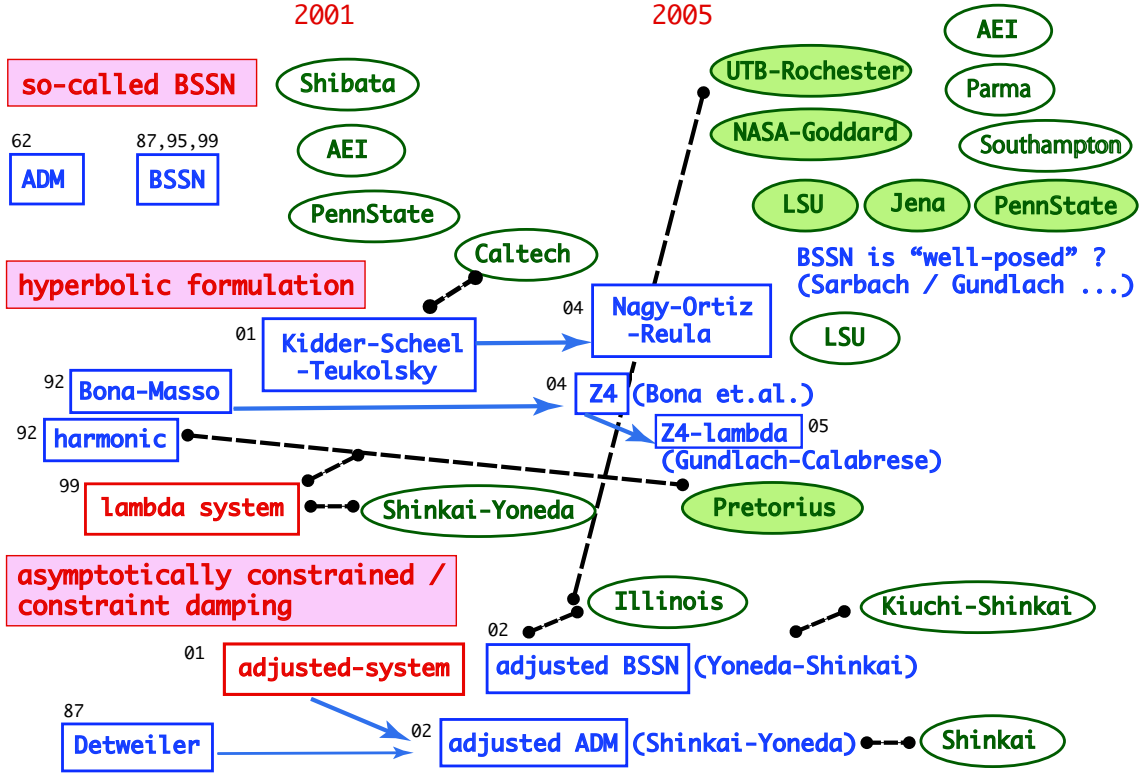 2001
2005
AEI
so-called BSSN
Shibata
UTB-Rochester
Parma
62
87,95,99
AEI
NASA-Goddard
Southampton
ADM
BSSN
PennState
LSU
Jena
PennState
Caltech
BSSN is “well-posed” ?
(Sarbach / Gundlach ...)
hyperbolic formulation
01
Kidder-Scheel
-Teukolsky
04
Nagy-Ortiz
-Reula
LSU
92
Bona-Masso
04
Z4
(Bona et.al.)
92
harmonic
Z4-lambda
05
(Gundlach-Calabrese)
99
lambda system
Shinkai-Yoneda
Pretorius
asymptotically constrained /
constraint damping
Illinois
Kiuchi-Shinkai
01
adjusted-system
02
adjusted BSSN
(Yoneda-Shinkai)
87
Detweiler
02
adjusted ADM
(Shinkai-Yoneda)
Shinkai